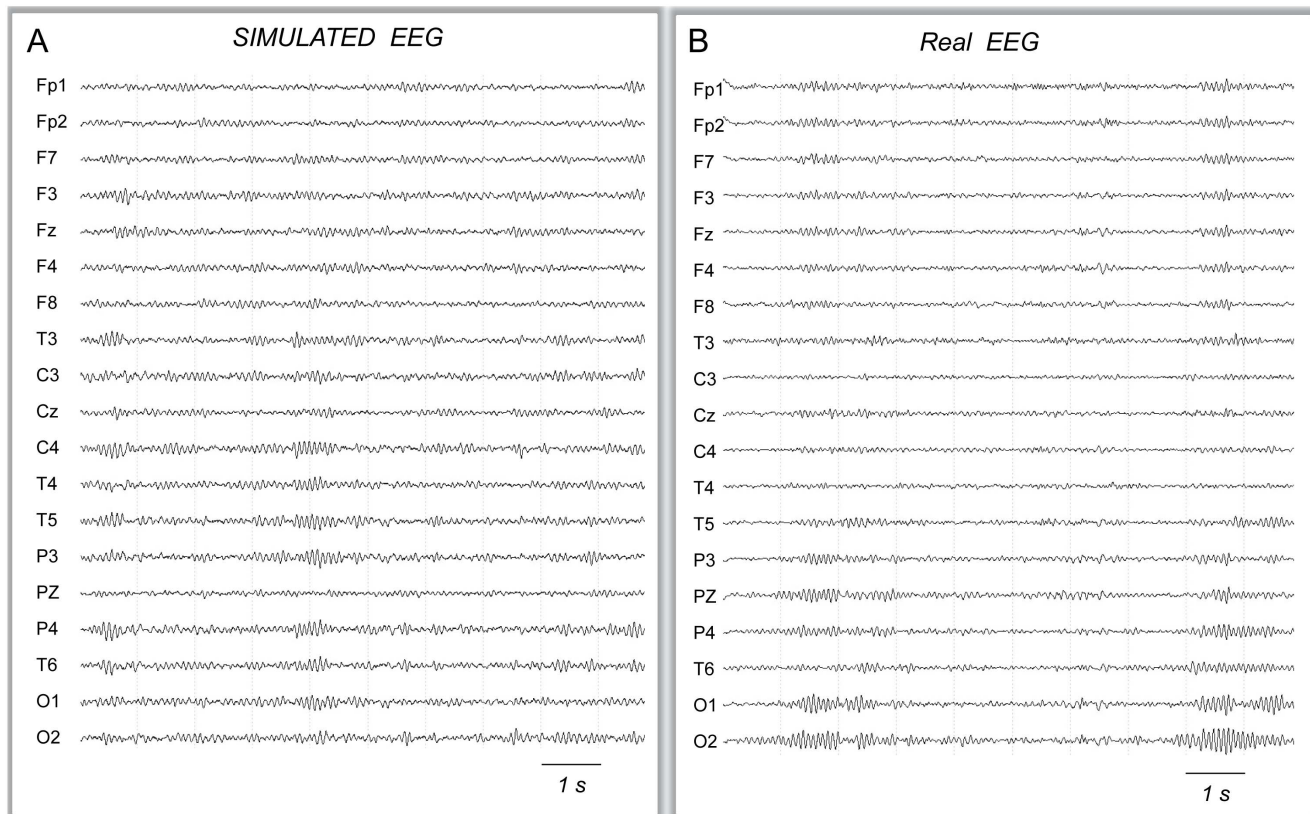 A
SIMULATED EEG
Fp1
Fp2
F7
F3
Fz
F4
F8
T3
C3
Cz
C4
T4
T5
P3
PZ
P4
T6
O1
O2
1 s
B
Real EEG
Fp1
Fp2
F7
F3
Fz
F4
F8
T3
C3
Cz
C4
T4
T5
P3
PZ
P4
T6
O1
O2
1 s